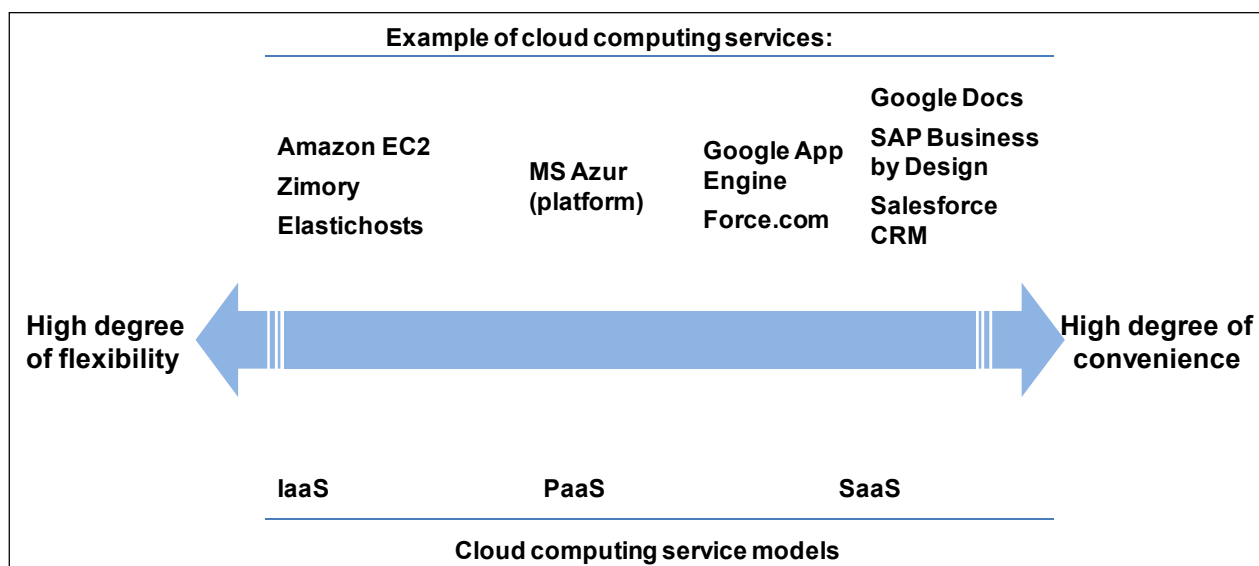 Example of cloud computing services:
Amazon EC2
Zimory
Elastichosts
MS Azur
(platform)
Google App
Engine
Force.com
Google Docs
SAP Business
by Design
Salesforce
CRM
High degree
of flexibility
High degree of
convenience
IaaS
PaaS
SaaS
Cloud computing service models